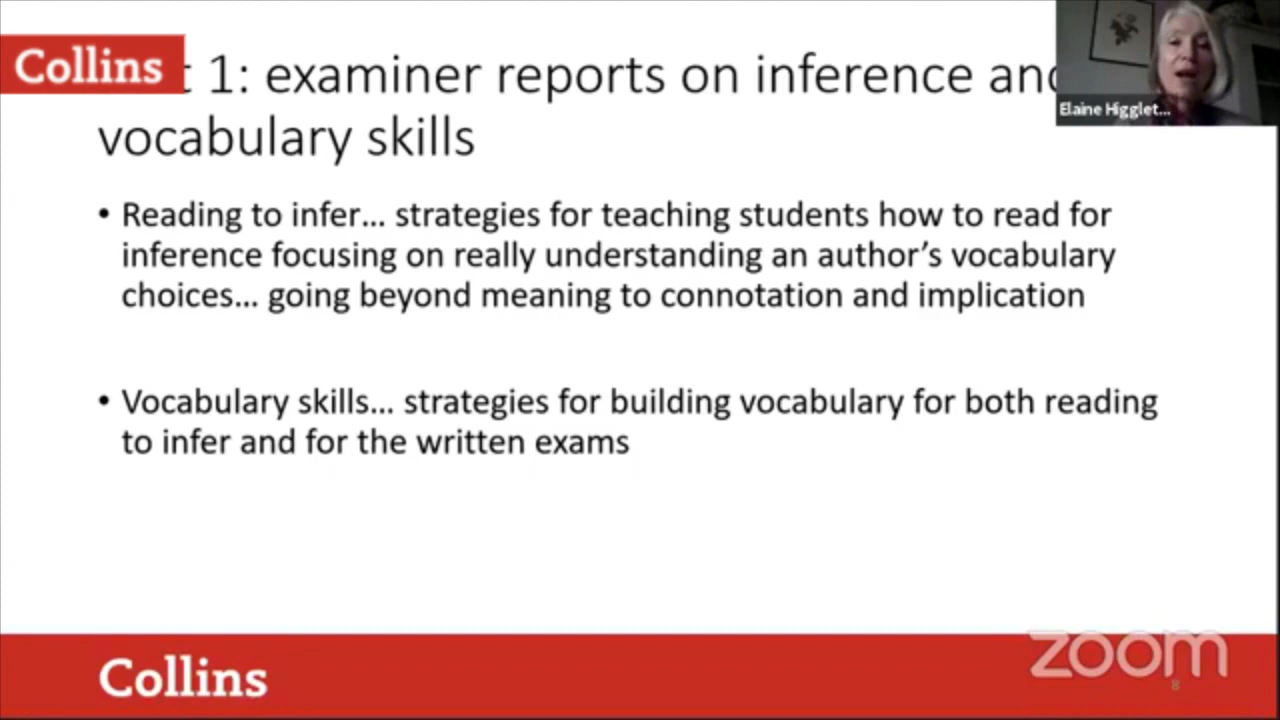 Collins
t 1: examiner reports on inference and
vocabulary skills
Elaine Higglet...
• Reading to infer... strategies for teaching students how to read for
inference focusing on really understanding an author’s vocabulary
choices... going beyond meaning to connotation and implication
• Vocabulary skills... strategies for building vocabulary for both reading
to infer and for the written exams
zoom
Collins
8